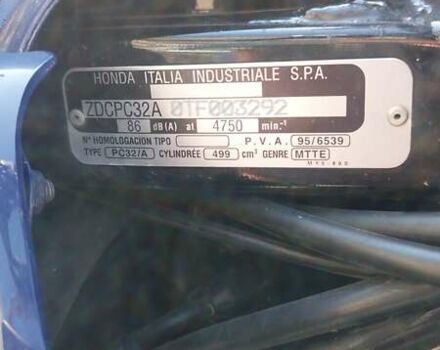 HONDA ITALIA INDUSTRIALE S.P.A.
ZDCPC32A 0TF003292
86 dB(A) at 4750 min.-¹
N° HOMOLOGACION TIPO P.V.A. 95/6539
TYPE PC32/A CYLINDRÉE 499 cm³ GENRE MTTE